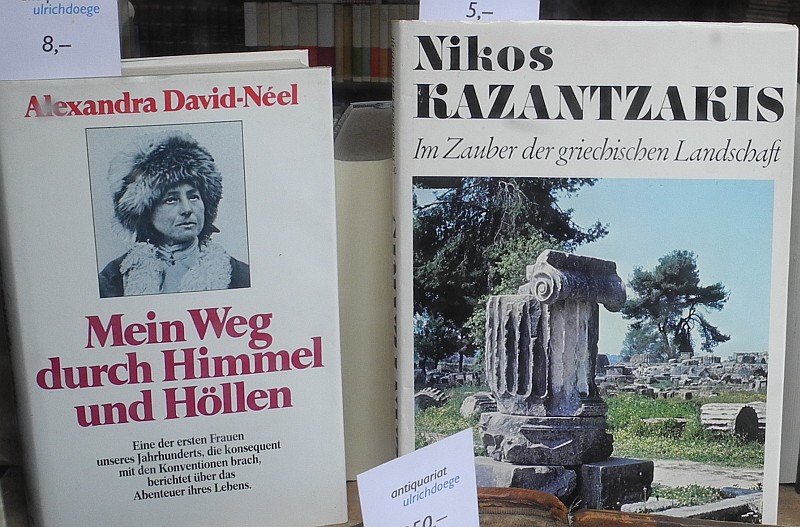 ulrichdoege
8,–
5,–
Alexandra David-Néel
Mein Weg
durch Himmel
und Höllen
Eine der ersten Frauen
unseres Jahrhunderts, die konsequent
mit den Konventionen brach,
berichtet über das
Abenteuer ihres Lebens.
Nikos
KAZANTZAKIS
Im Zauber der griechischen Landschaft
antiquariat
ulrichdoege